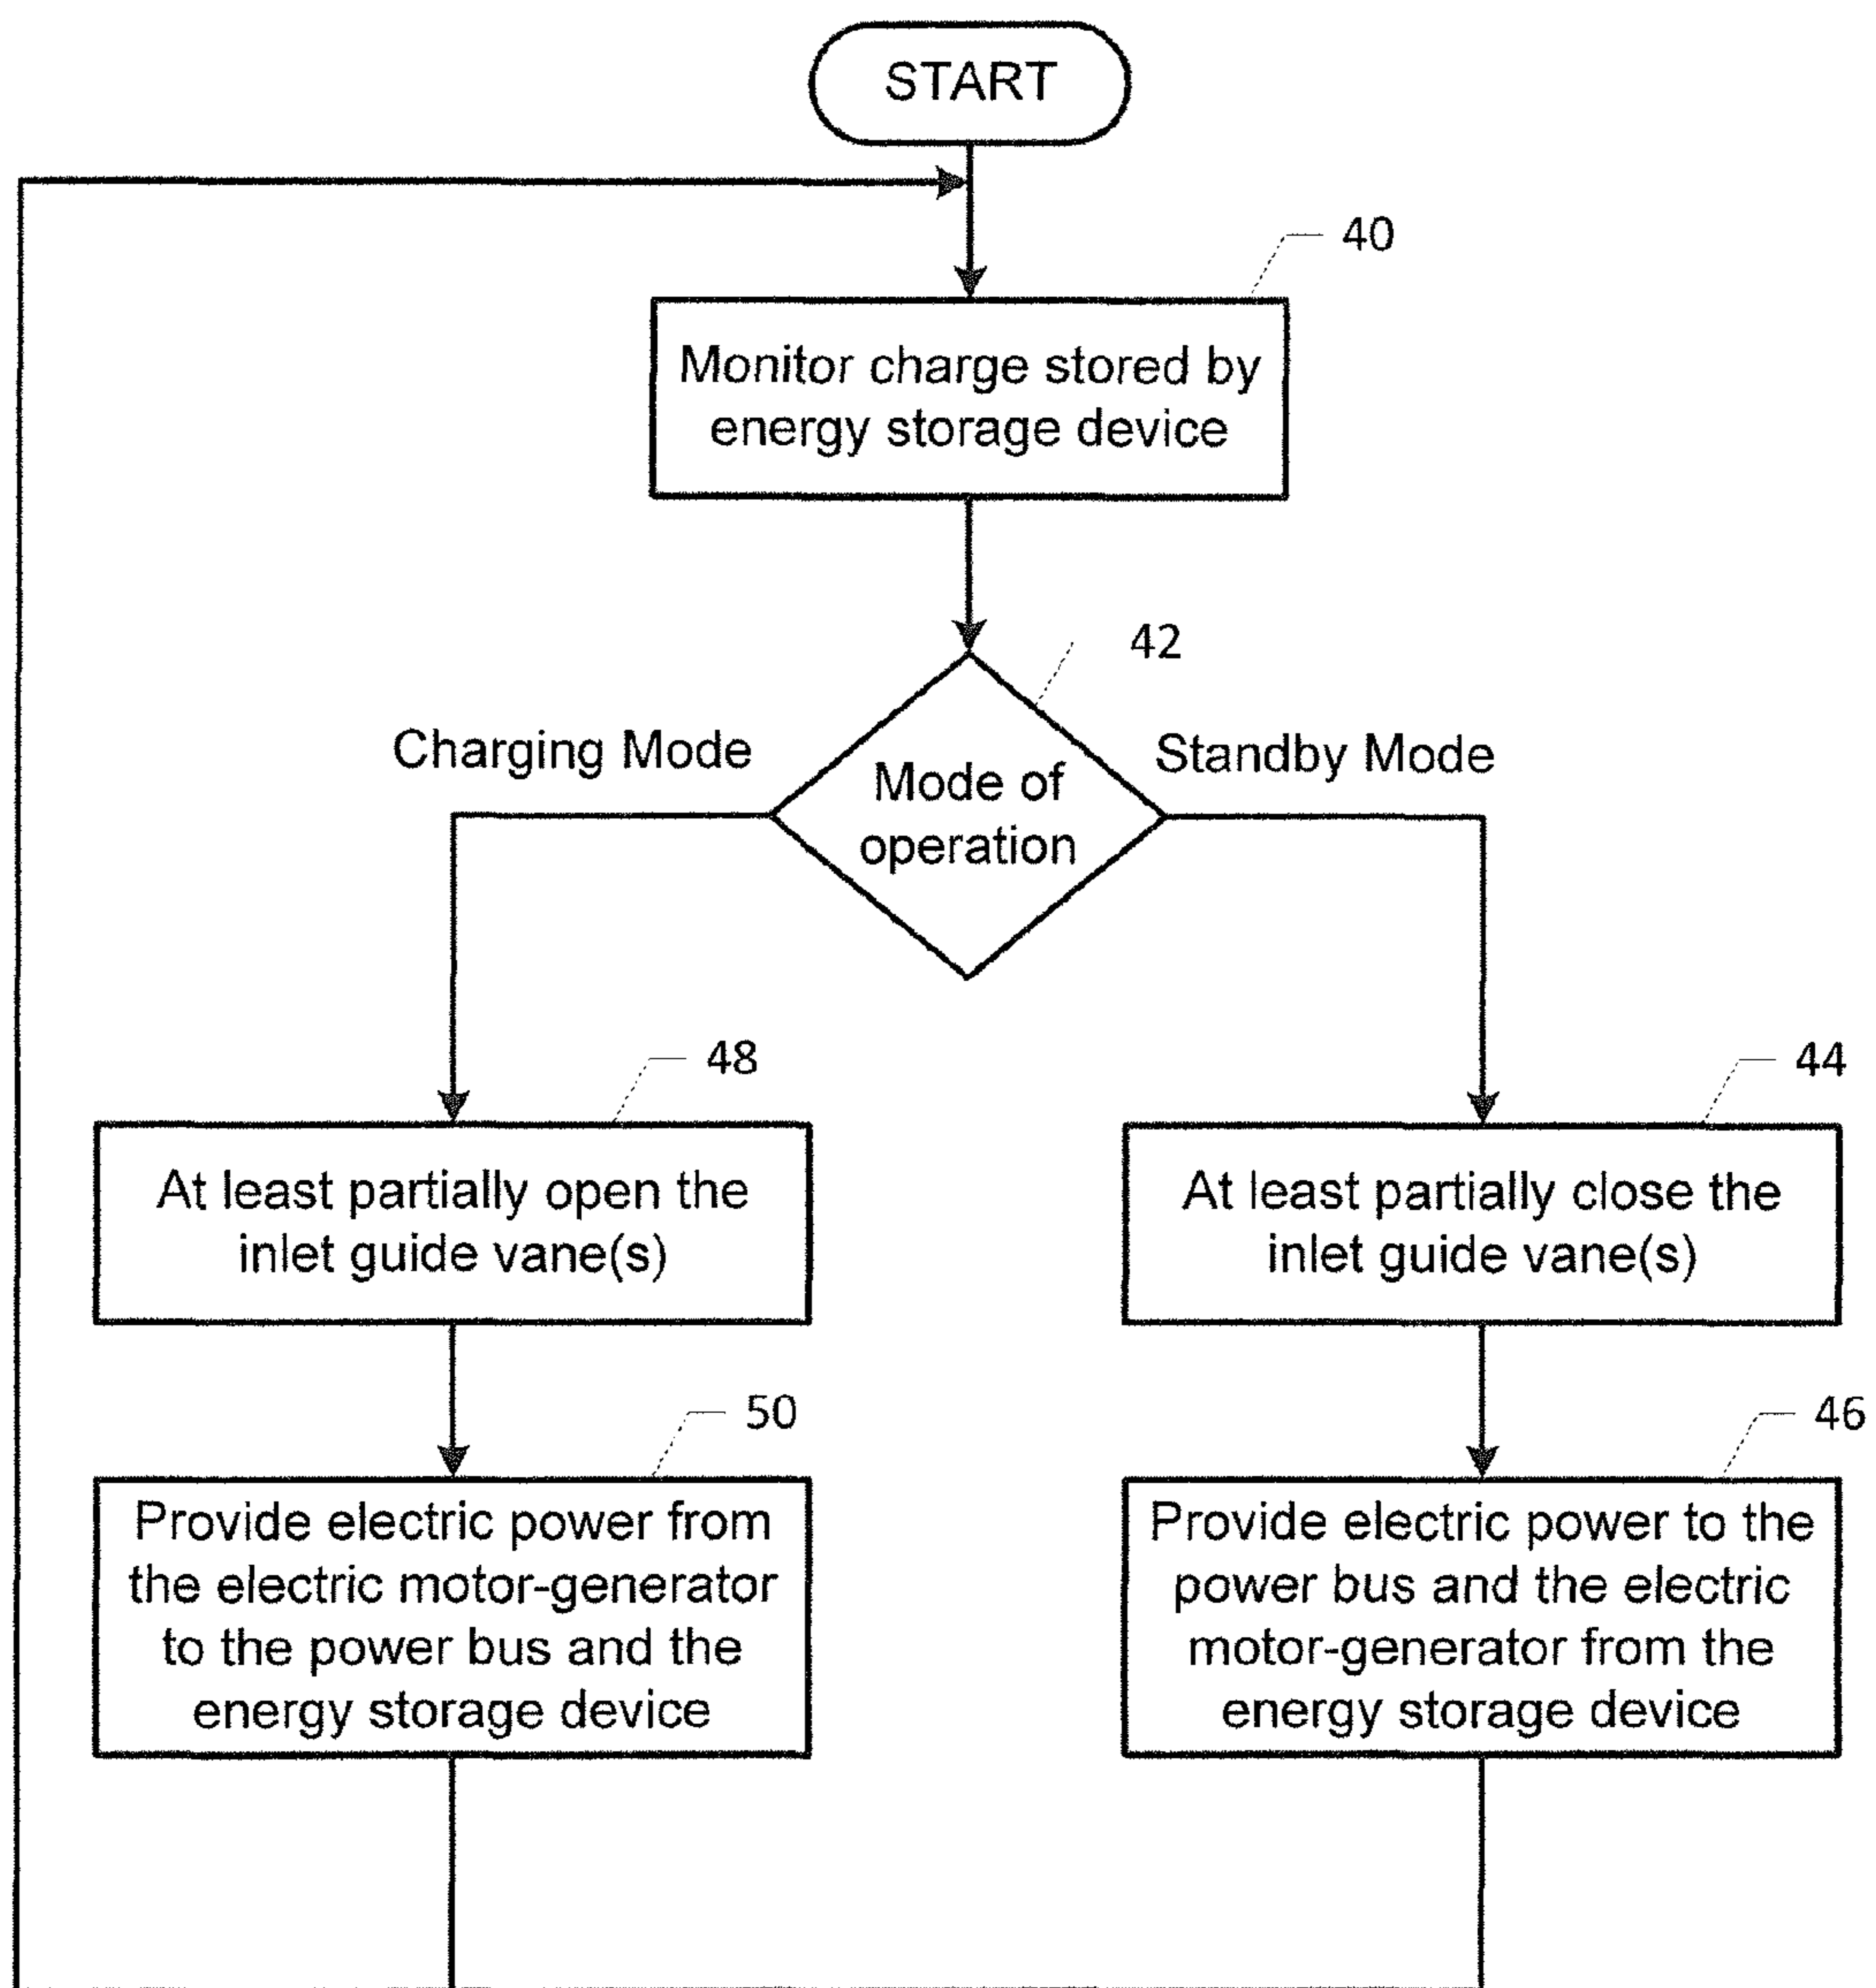 START
40
Monitor charge stored by
energy storage device
42
Charging Mode
Standby Mode
Mode of
operation
48
44
At least partially open the
inlet guide vane(s)
At least partially close the
inlet guide vane(s)
50
46
Provide electric power from
the electric motor-generator
to the power bus and the
energy storage device
Provide electric power to the
power bus and the electric
motor-generator from the
energy storage device